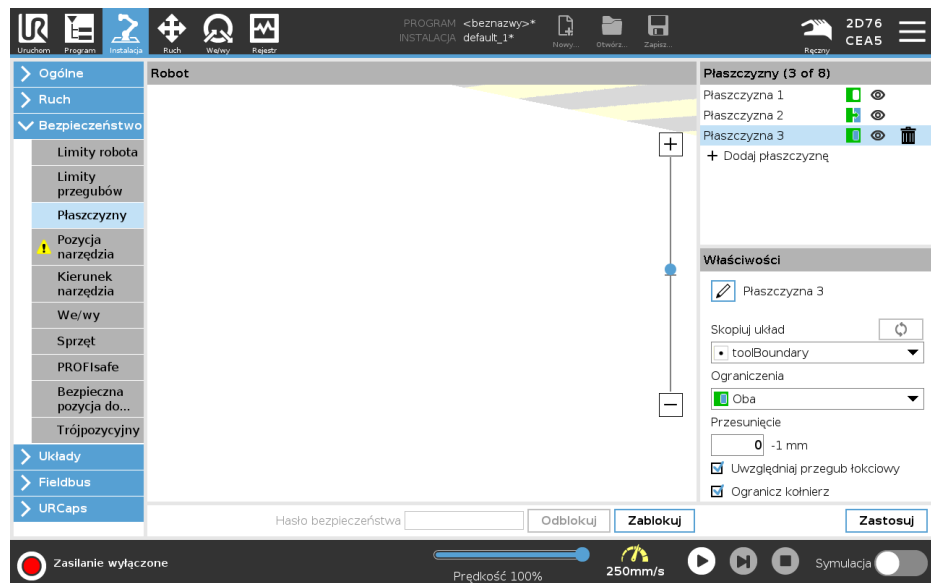 PROGRAM <beznazwy>*
INSTALACJA default_1*
Uruchom Program Instalacja Ruch We/wy Rejestr Nowy... Otwórz... Zapisz... Ręczny
2D76
CEA5
Ogólne
Ruch
Bezpieczeństwo
Limity robota
Limity
przegubów
Płaszczyzny
Pozycja
narzędzia
Kierunek
narzędzia
We/wy
Sprzęt
PROFIsafe
Bezpieczna
pozycja do...
Trójpozycyjny
Układy
Fieldbus
URCaps
Robot
Płaszczyzny (3 of 8)
Płaszczyzna 1
Płaszczyzna 2
Płaszczyzna 3
+ Dodaj płaszczyznę
Właściwości
Płaszczyzna 3
Skopiuj układ
toolBoundary
Ograniczenia
Oba
Przesunięcie
0 -1 mm
Uwzględniaj przegub łokciowy
Ogranicz kołnierz
Hasło bezpieczeństwa Odblokuj Zablokuj Zastosuj
Zasilanie wyłączone
Prędkość 100%
250mm/s
Symulacja